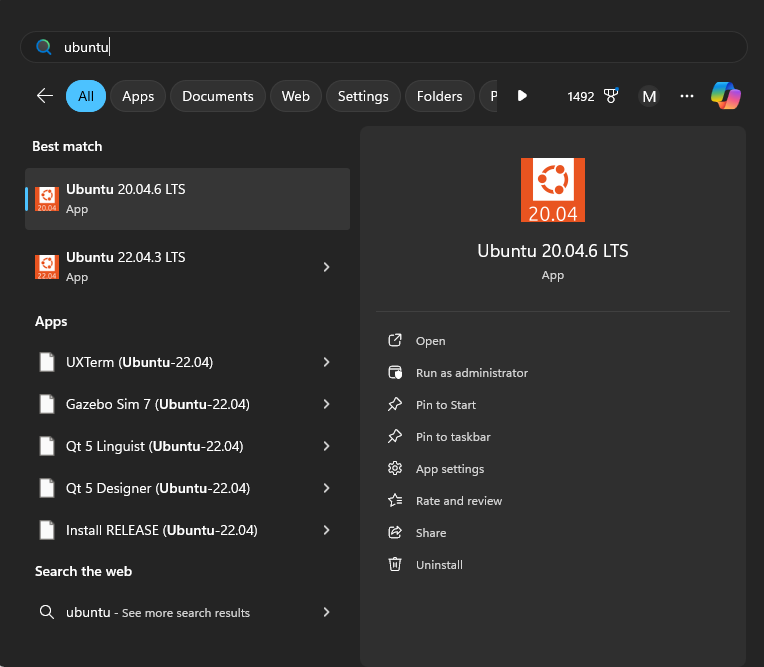 ubuntu
All Apps Documents Web Settings Folders P 1492 M
Best match
Ubuntu 20.04.6 LTS
App
20.04
Ubuntu 22.04.3 LTS
App
22.04
Apps
UXTerm (Ubuntu-22.04)
Gazebo Sim 7 (Ubuntu-22.04)
Qt 5 Linguist (Ubuntu-22.04)
Qt 5 Designer (Ubuntu-22.04)
Install RELEASE (Ubuntu-22.04)
Search the web
ubuntu - See more search results
20.04
Ubuntu 20.04.6 LTS
App
Open
Run as administrator
Pin to Start
Pin to taskbar
App settings
Rate and review
Share
Uninstall